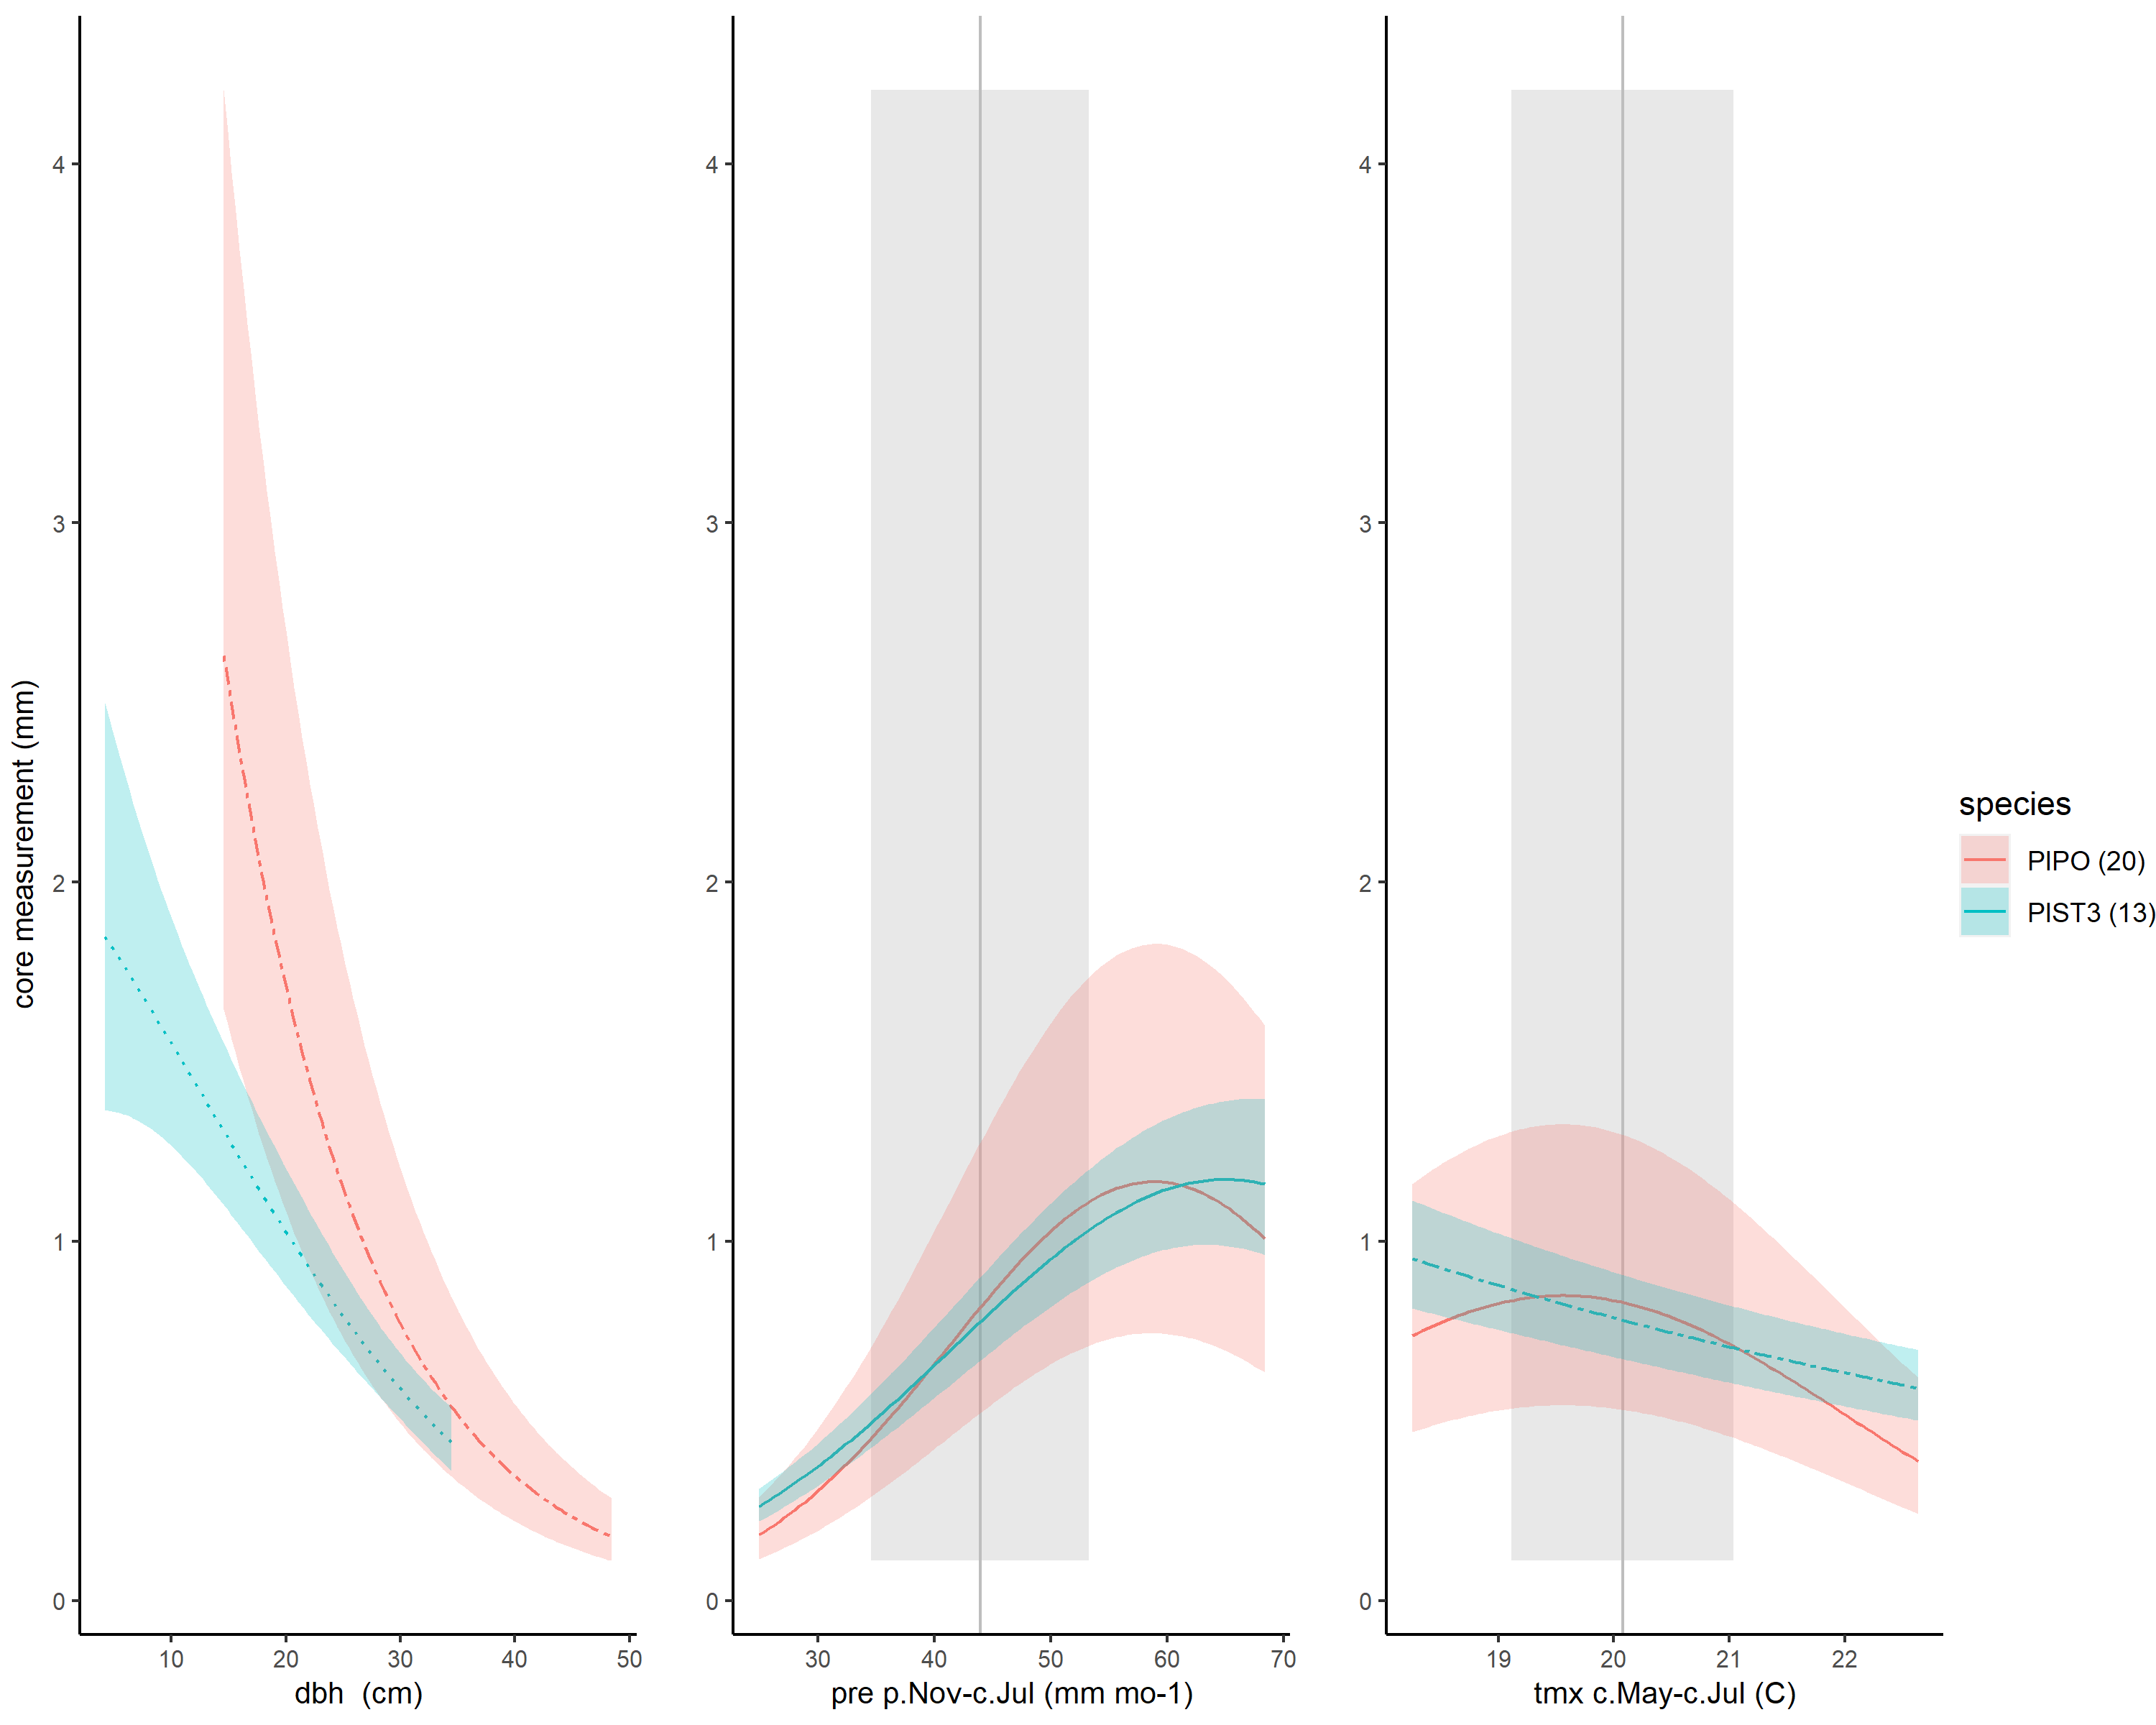 core measurement (mm)
4
3
2
1
0
10 20 30 40 50
dbh  (cm)
4
3
2
1
0
30 40 50 60 70
pre p.Nov-c.Jul (mm mo-1)
4
3
2
1
0
19 20 21 22
tmx c.May-c.Jul (C)
species
PIPO (20)
PIST3 (13)